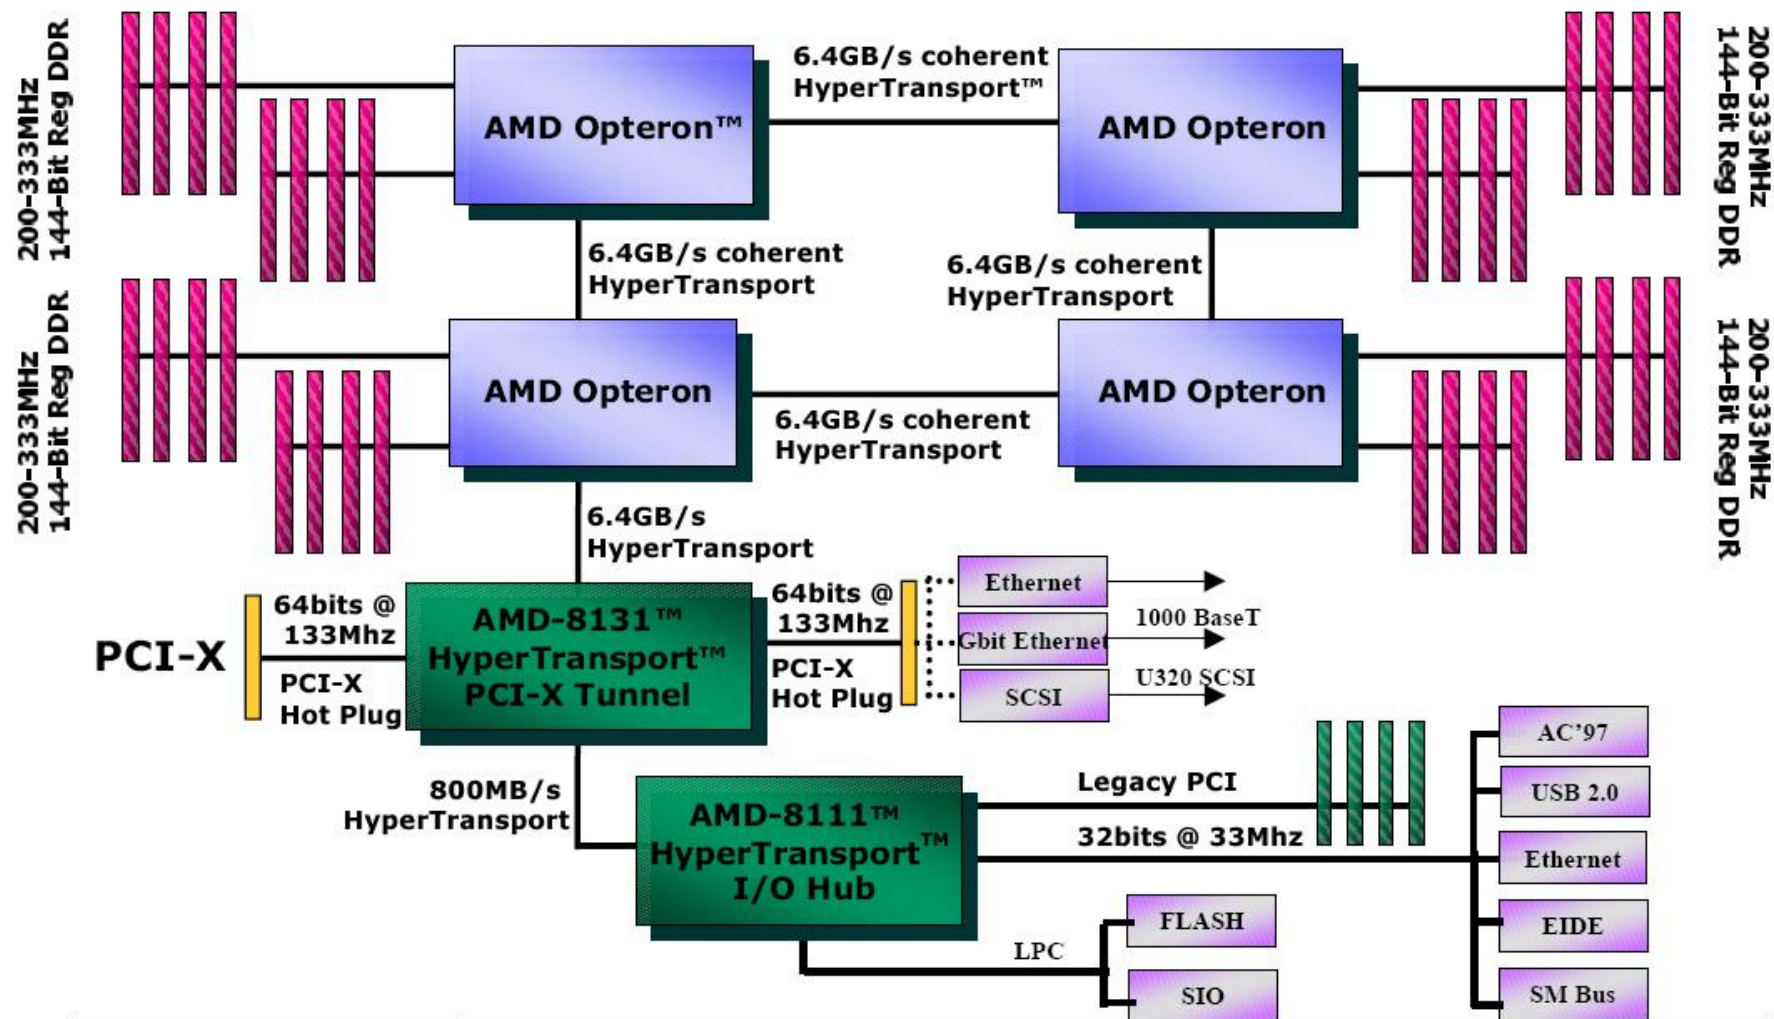 200-333MHz
144-Bit Reg DDR
6.4GB/s coherent
HyperTransport™
200-333MHz
144-Bit Reg DDR
AMD Opteron™
AMD Opteron
6.4GB/s coherent
HyperTransport
6.4GB/s coherent
HyperTransport
200-333MHz
144-Bit Reg DDR
AMD Opteron
AMD Opteron
200-333MHz
144-Bit Reg DDR
6.4GB/s coherent
HyperTransport
6.4GB/s
HyperTransport
PCI-X
64bits @
133Mhz
PCI-X
Hot Plug
AMD-8131™
HyperTransport™
PCI-X Tunnel
64bits @
133Mhz
PCI-X
Hot Plug
Ethernet
1000 BaseT
Gbit Ethernet
U320 SCSI
SCSI
800MB/s
HyperTransport
AMD-8111™
HyperTransport™
I/O Hub
Legacy PCI
32bits @ 33Mhz
AC'97
USB 2.0
Ethernet
EIDE
SM Bus
LPC
FLASH
SIO